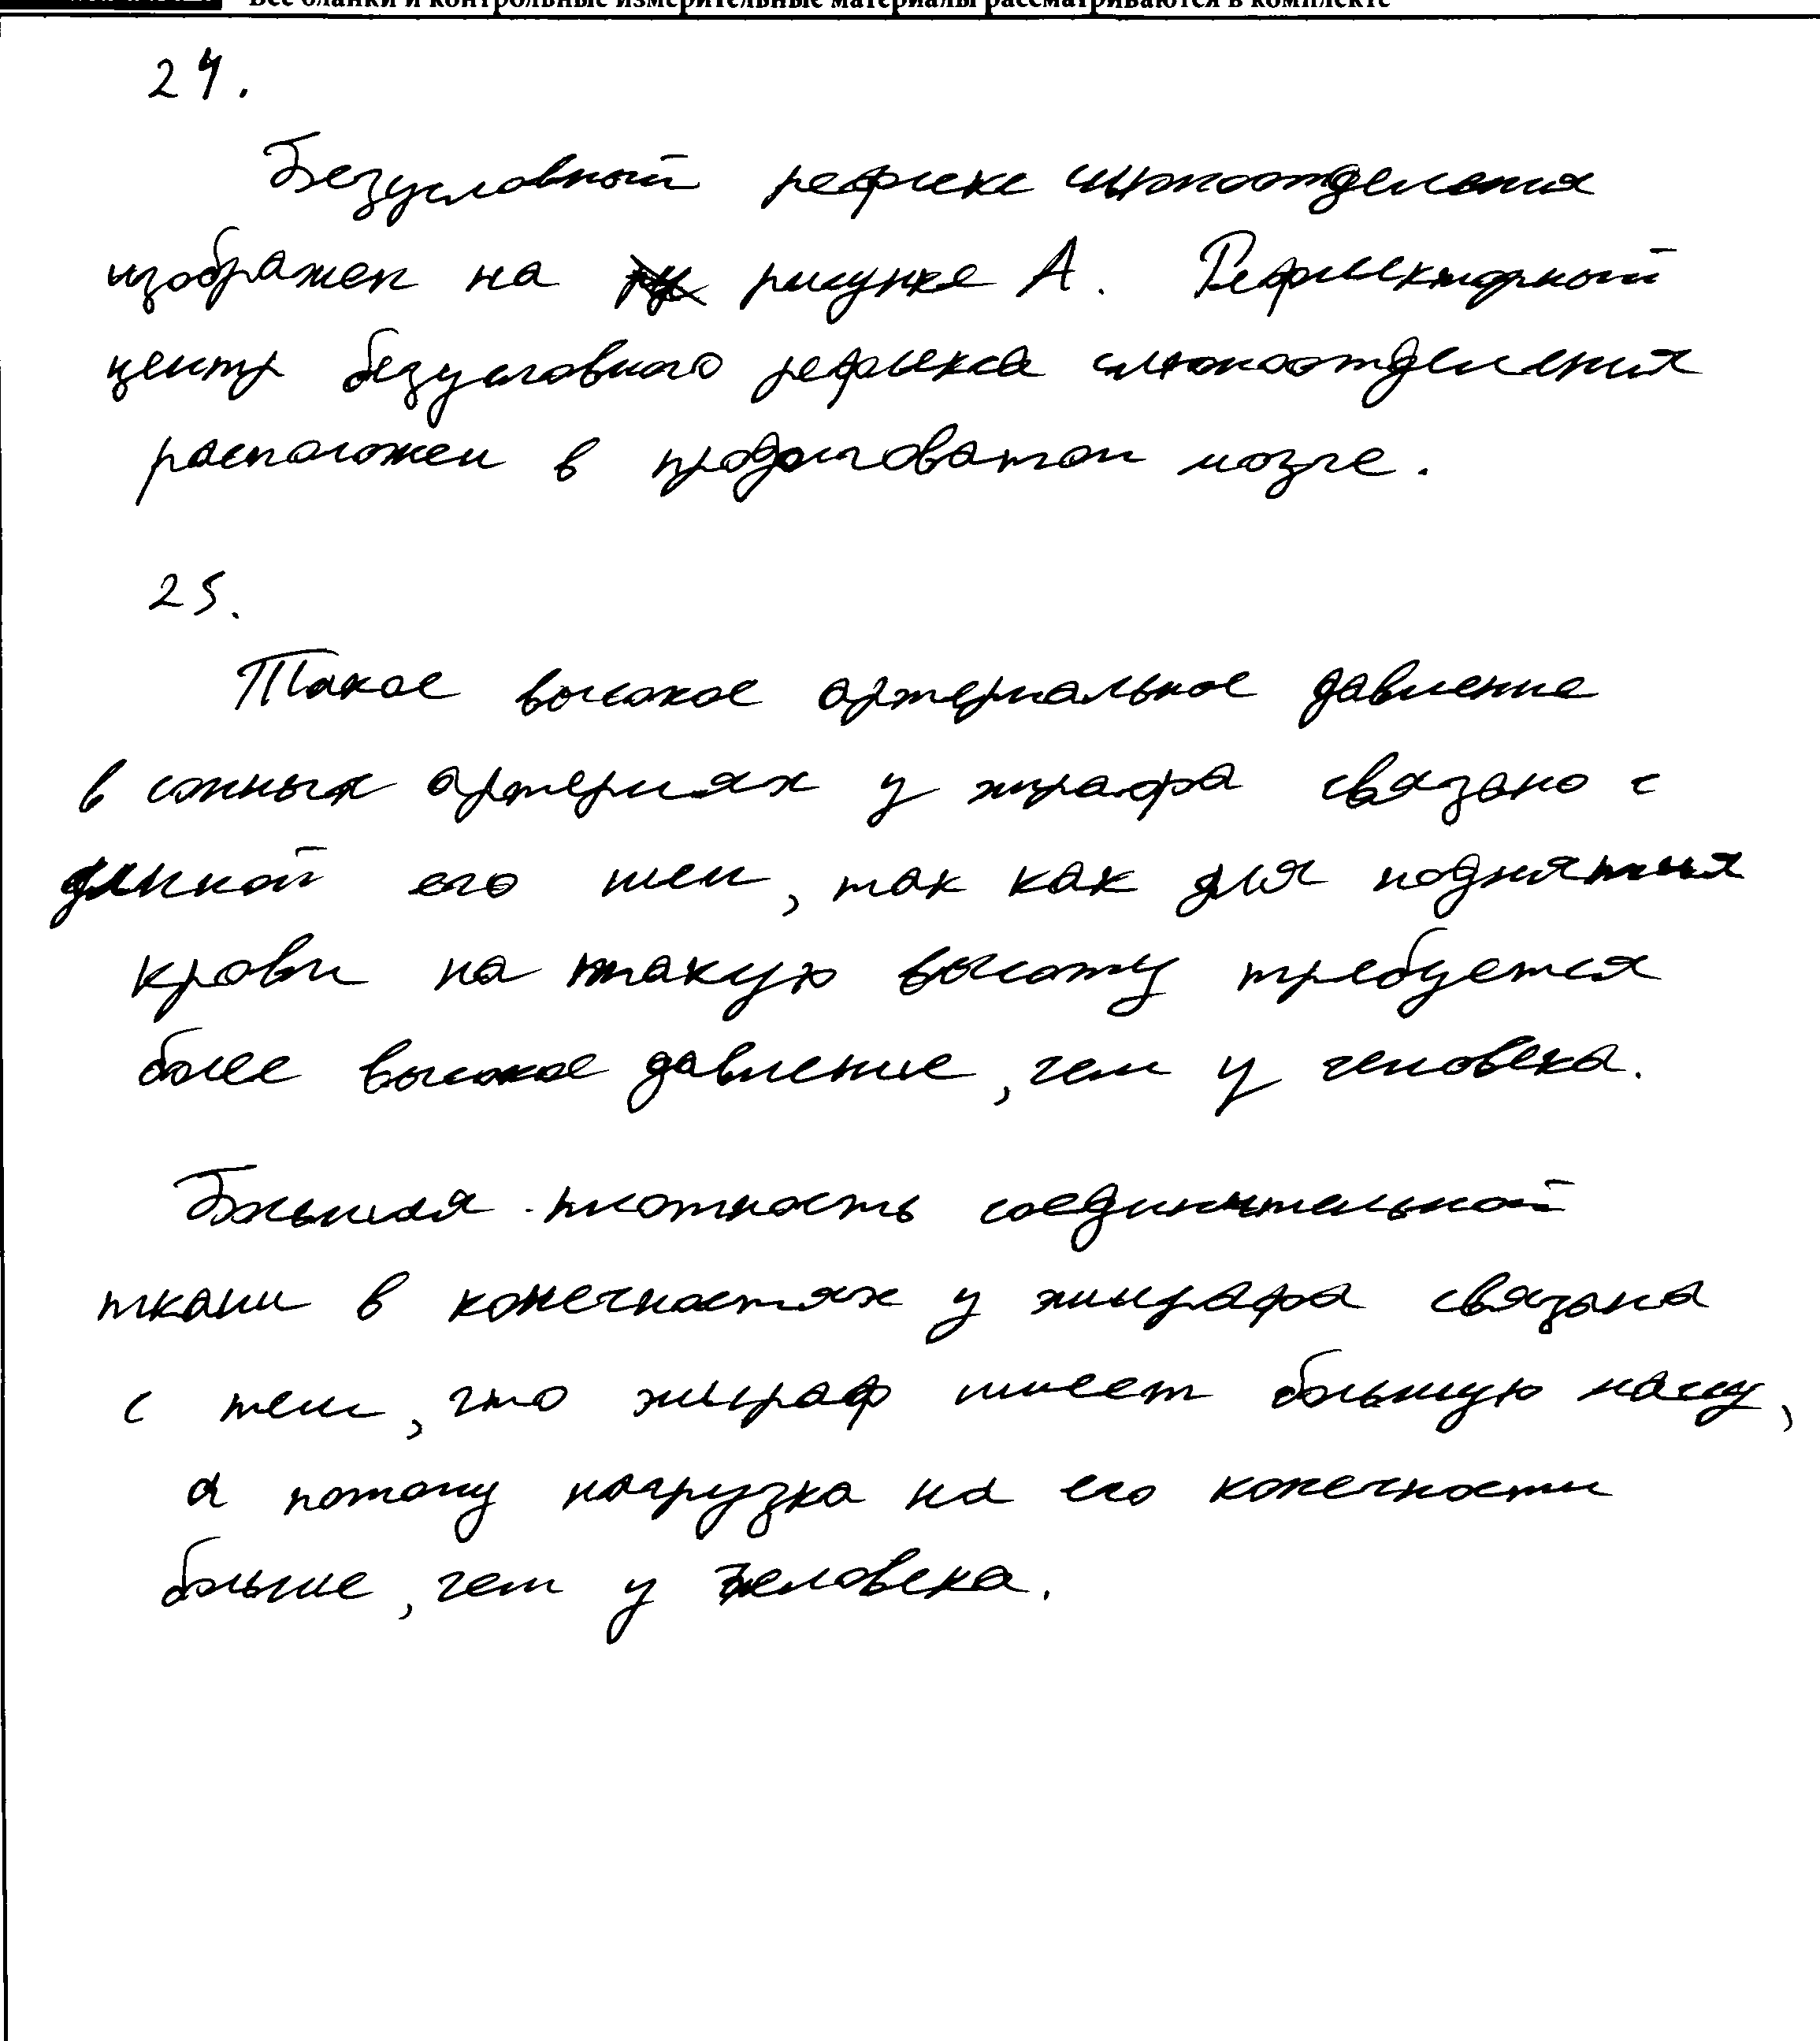 Все бланки и контрольные измерительные материалы рассматриваются в комплекте
24.
Безусловный рефлекс слюноотделения
изображен на рисунке А. Рефлекторный
центр безусловного рефлекса слюноотделения
расположен в продолговатом мозге.
25.
Такое высокое артериальное давление
в сонных артериях у жирафа связано с
длиной его шеи, так как для поднятия
крови на такую высоту требуется
более высокое давление, чем у человека.
Большая плотность соединительной
ткани в конечностях у жирафа связана
с тем, что жираф имеет большую массу,
а потому нагрузка на его конечности
больше, чем у человека.